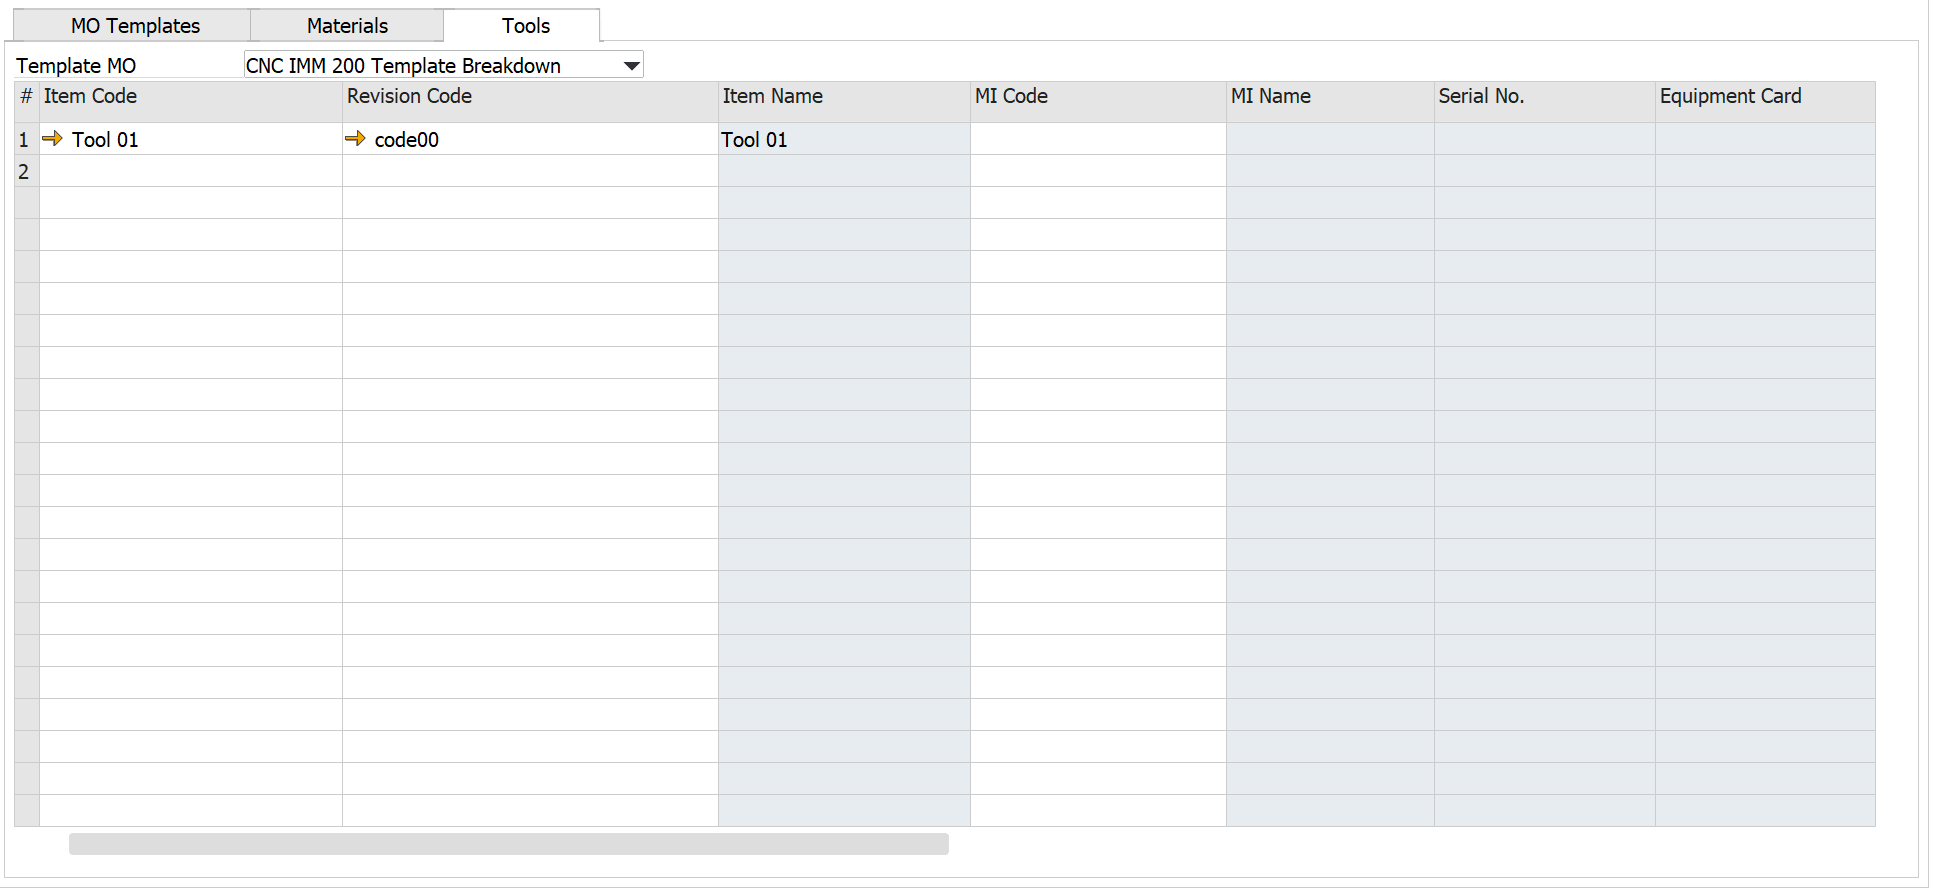 MO Templates Materials Tools
Template MO CNC IMM 200 Template Breakdown
# Item Code Revision Code Item Name MI Code MI Name Serial No. Equipment Card
1 Tool 01 code00 Tool 01
2